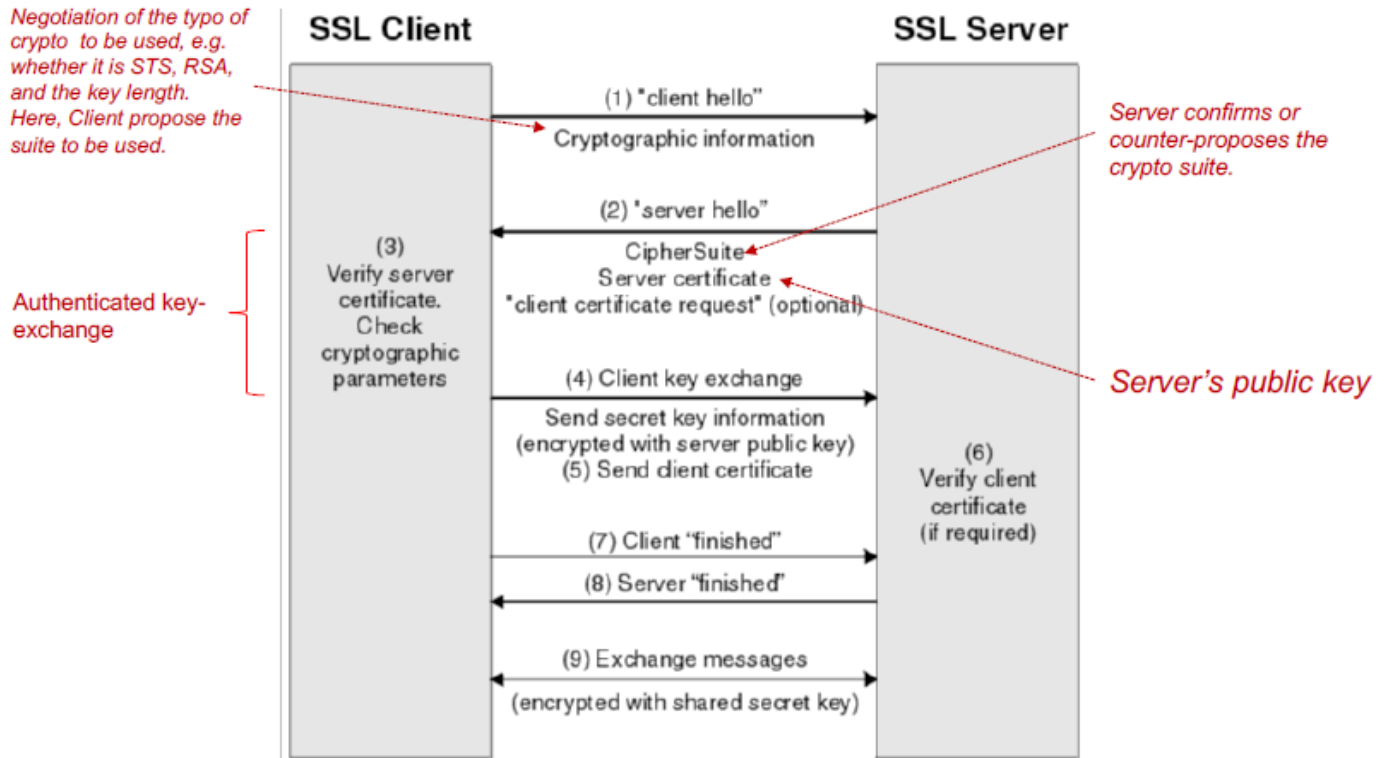 Negotiation of the typo of
crypto to be used, e.g.
whether it is STS, RSA,
and the key length.
Here, Client propose the
suite to be used.
SSL Client
SSL Server
(1) "client hello"
Cryptographic information
Server confirms or
counter-proposes the
crypto suite.
(2) "server hello"
CipherSuite
Server certificate
"client certificate request" (optional)
Authenticated key-
exchange
(3)
Verify server
certificate.
Check
cryptographic
parameters
Server's public key
(4) Client key exchange
Send secret key information
(encrypted with server public key)
(5) Send client certificate
(6)
Verify client
certificate
(if required)
(7) Client “finished”
(8) Server “finished”
(9) Exchange messages
(encrypted with shared secret key)